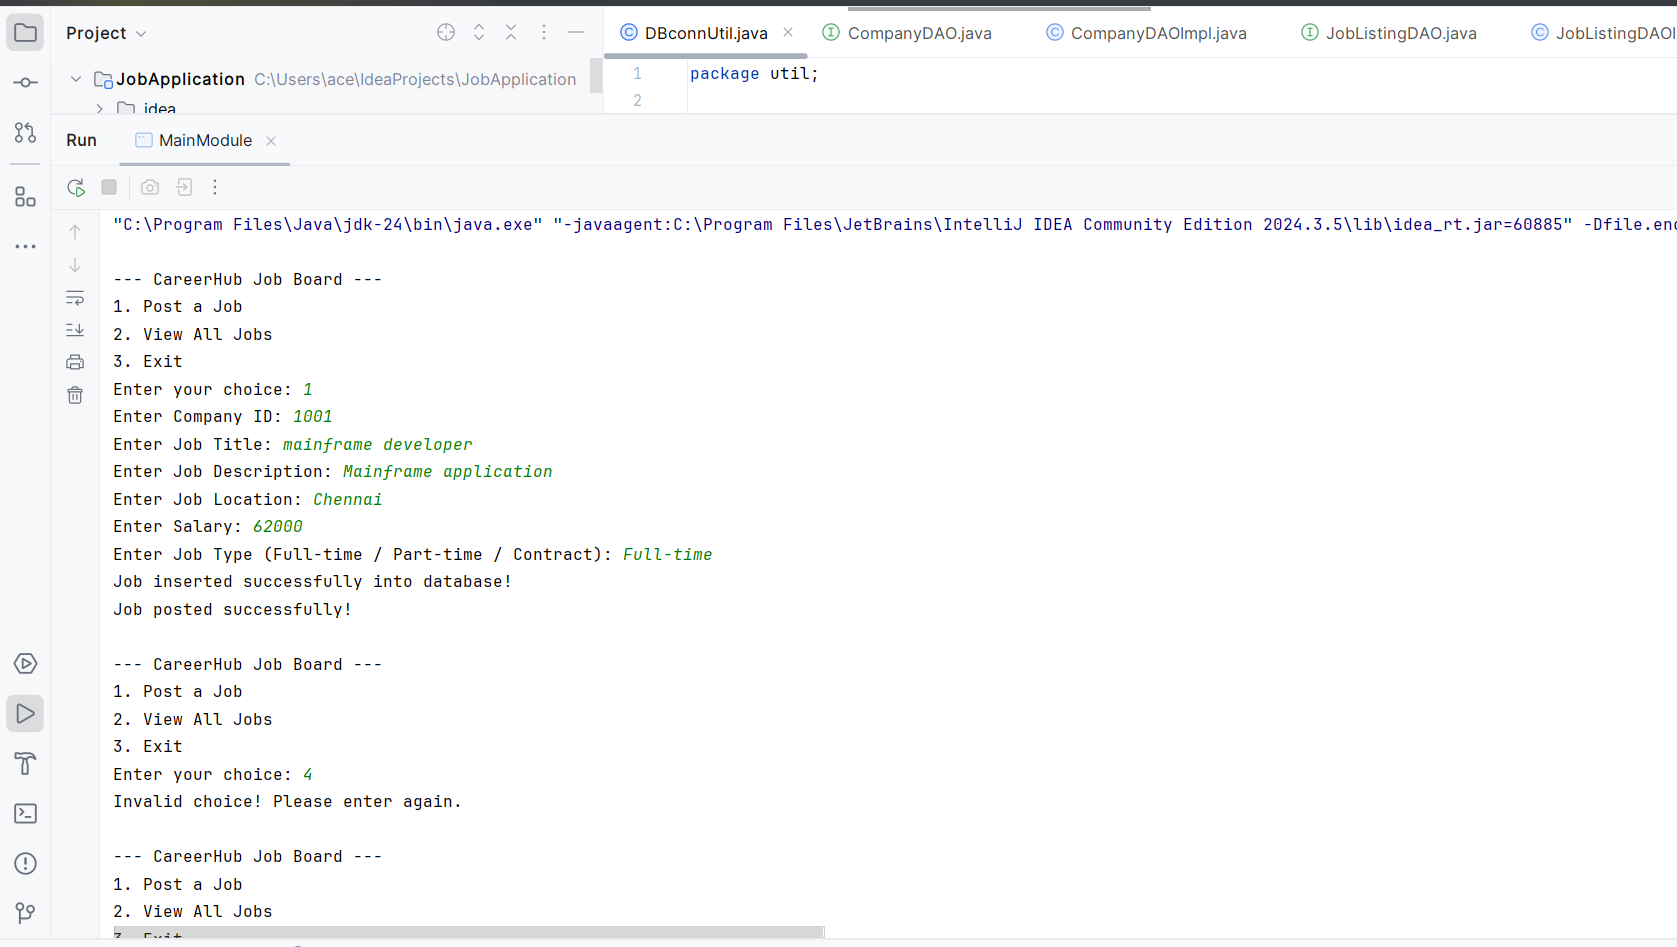 Project
DBconnUtil.java
CompanyDAO.java
CompanyDAOImpl.java
JobListingDAO.java
JobListingDAOI
JobApplication C:\Users\ace\IdeaProjects\JobApplication
idea
1 package util;
2
Run MainModule
"C:\Program Files\Java\jdk-24\bin\java.exe" "-javaagent:C:\Program Files\JetBrains\IntelliJ IDEA Community Edition 2024.3.5\lib\idea_rt.jar=60885" -Dfile.enc
--- CareerHub Job Board ---
1. Post a Job
2. View All Jobs
3. Exit
Enter your choice: 1
Enter Company ID: 1001
Enter Job Title: mainframe developer
Enter Job Description: Mainframe application
Enter Job Location: Chennai
Enter Salary: 62000
Enter Job Type (Full-time / Part-time / Contract): Full-time
Job inserted successfully into database!
Job posted successfully!
--- CareerHub Job Board ---
1. Post a Job
2. View All Jobs
3. Exit
Enter your choice: 4
Invalid choice! Please enter again.
--- CareerHub Job Board ---
1. Post a Job
2. View All Jobs
3. Exit